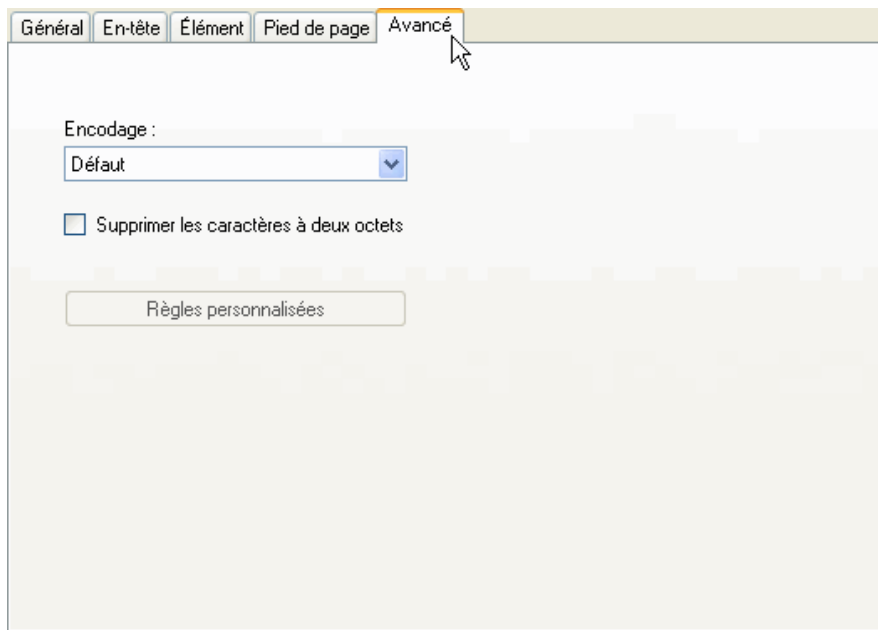 Général En-tête Élément Pied de page Avancé
Encodage :
Défaut
Supprimer les caractères à deux octets
Règles personnalisées